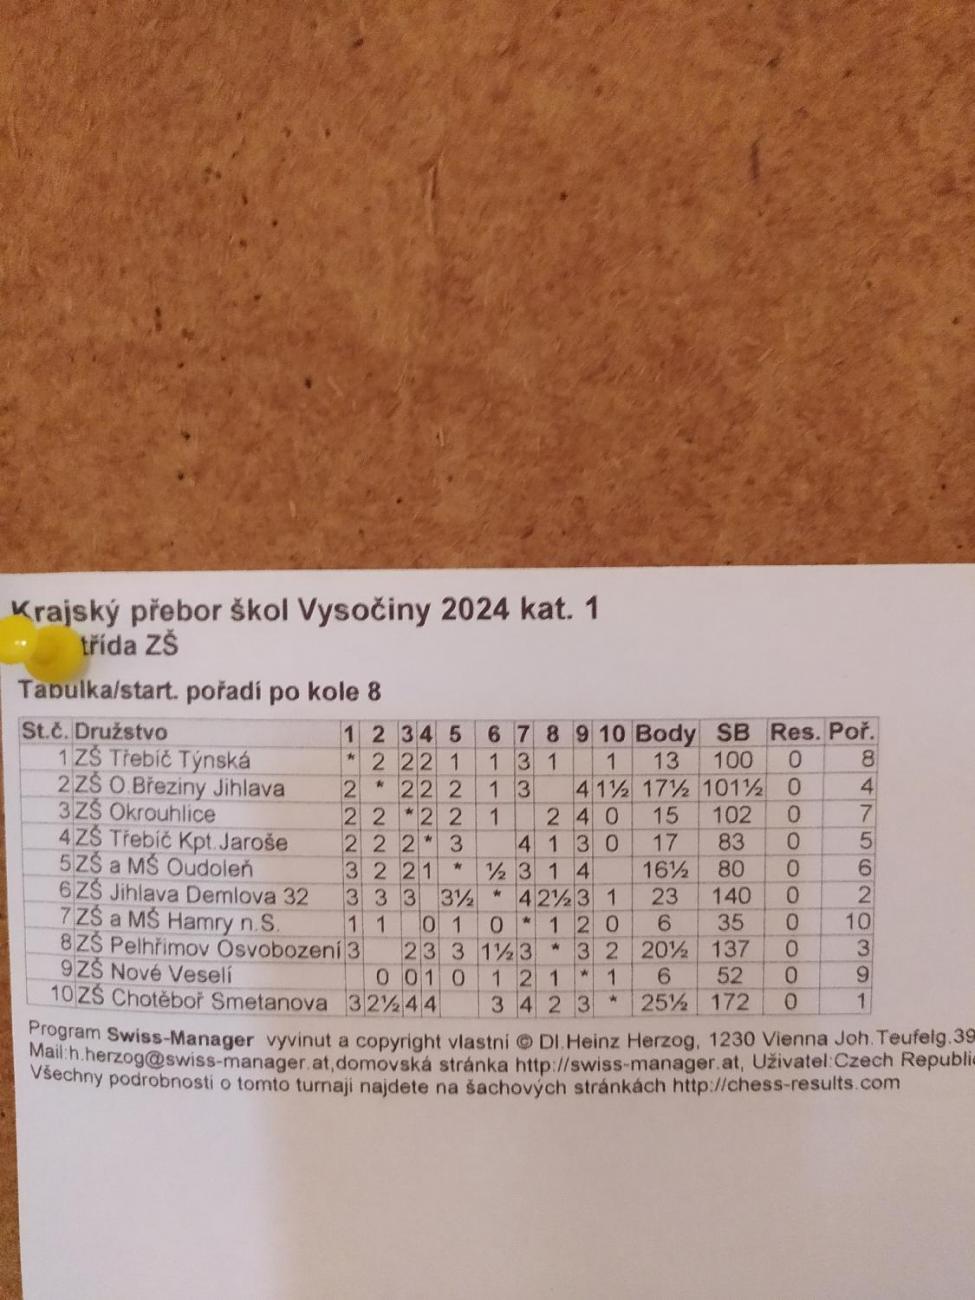 Krajský přebor škol Vysočiny 2024 kat. 1
třída ZŠ
Tabulka/start. pořadí po kole 8
St.č. Družstvo 1 2 3 4 5 6 7 8 9 10 Body SB Res. Poř.
1 ZŠ Třebíč Týnská * 2 2 2 1 1 3 1 1 13 100 0 8
2 ZŠ O.Březiny Jihlava 2 * 2 2 2 1 3 4 1½ 17½ 101½ 0 4
3 ZŠ Okrouhlice 2 2 * 2 2 1 2 4 0 15 102 0 7
4 ZŠ Třebíč Kpt.Jaroše 2 2 2 * 3 4 1 3 0 17 83 0 5
5 ZŠ a MŠ Oudoleň 3 2 2 1 * ½ 3 1 4 16½ 80 0 6
6 ZŠ Jihlava Demlova 32 3 3 3 3½ * 4 2½ 3 1 23 140 0 2
7 ZŠ a MŠ Hamry n.S. 1 1 0 1 0 * 1 2 0 6 35 0 10
8 ZŠ Pelhřimov Osvobození 3 2 3 3 1½ 3 * 3 2 20½ 137 0 3
9 ZŠ Nové Veselí 0 0 1 0 1 2 1 * 1 6 52 0 9
10 ZŠ Chotěboř Smetanova 3 2½ 4 4 3 4 2 3 * 25½ 172 0 1
Program Swiss-Manager vyvinut a copyright vlastní © DI.Heinz Herzog, 1230 Vienna Joh.Teufelg.39
Mail:h.herzog@swiss-manager.at,domovská stránka http://swiss-manager.at, Uživatel:Czech Republi
Všechny podrobnosti o tomto turnaji najdete na šachových stránkách http://chess-results.com